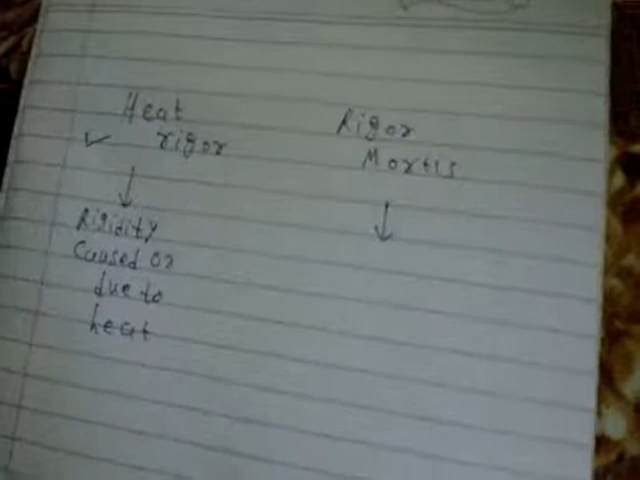 Heat
rigor
Rigidity
Caused or
due to
heat
Rigor
Mortis